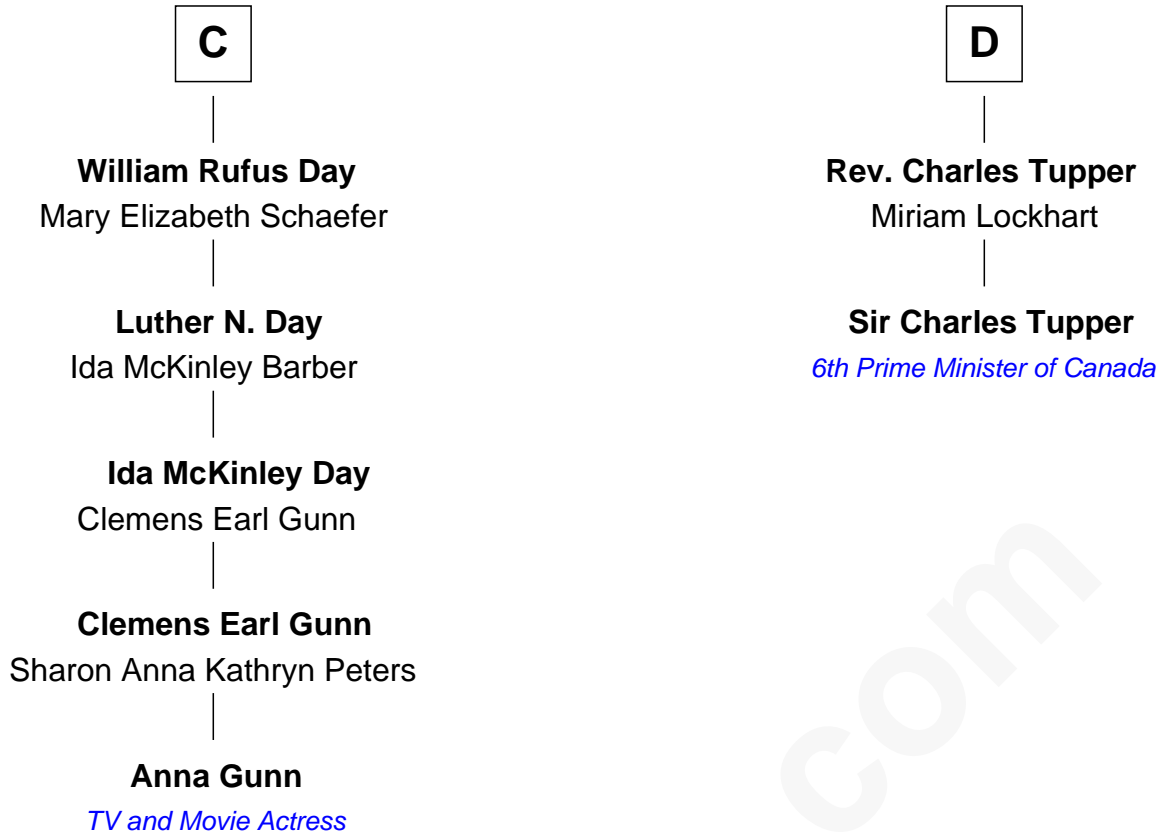 C
William Rufus Day
Mary Elizabeth Schaefer
Luther N. Day
Ida McKinley Barber
Ida McKinley Day
Clemens Earl Gunn
Clemens Earl Gunn
Sharon Anna Kathryn Peters
Anna Gunn
TV and Movie Actress
D
Rev. Charles Tupper
Miriam Lockhart
Sir Charles Tupper
6th Prime Minister of Canada
com